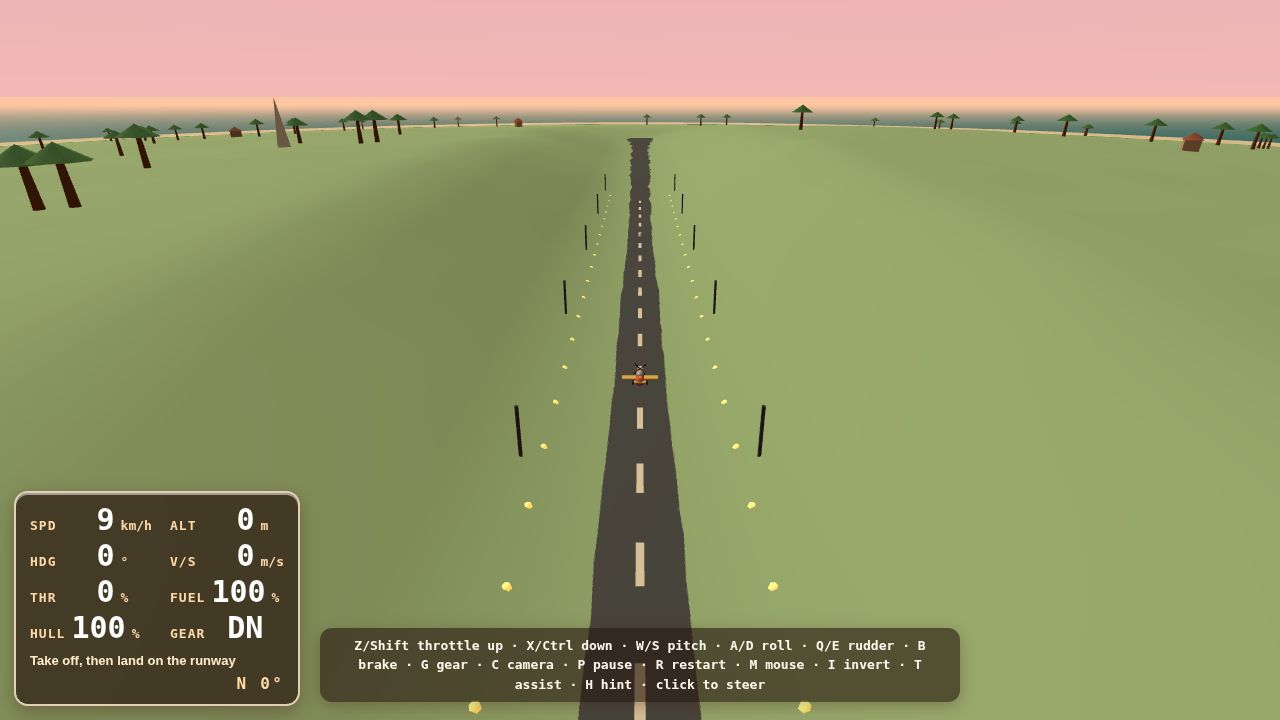 SPD 9 km/h ALT 0 m
HDG 0 ° V/S 0 m/s
THR 0 % FUEL 100 %
HULL 100 % GEAR DN
Take off, then land on the runway
N 0°
Z/Shift throttle up · X/Ctrl down · W/S pitch · A/D roll · Q/E rudder · B
brake · G gear · C camera · P pause · R restart · M mouse · I invert · T
assist · H hint · click to steer